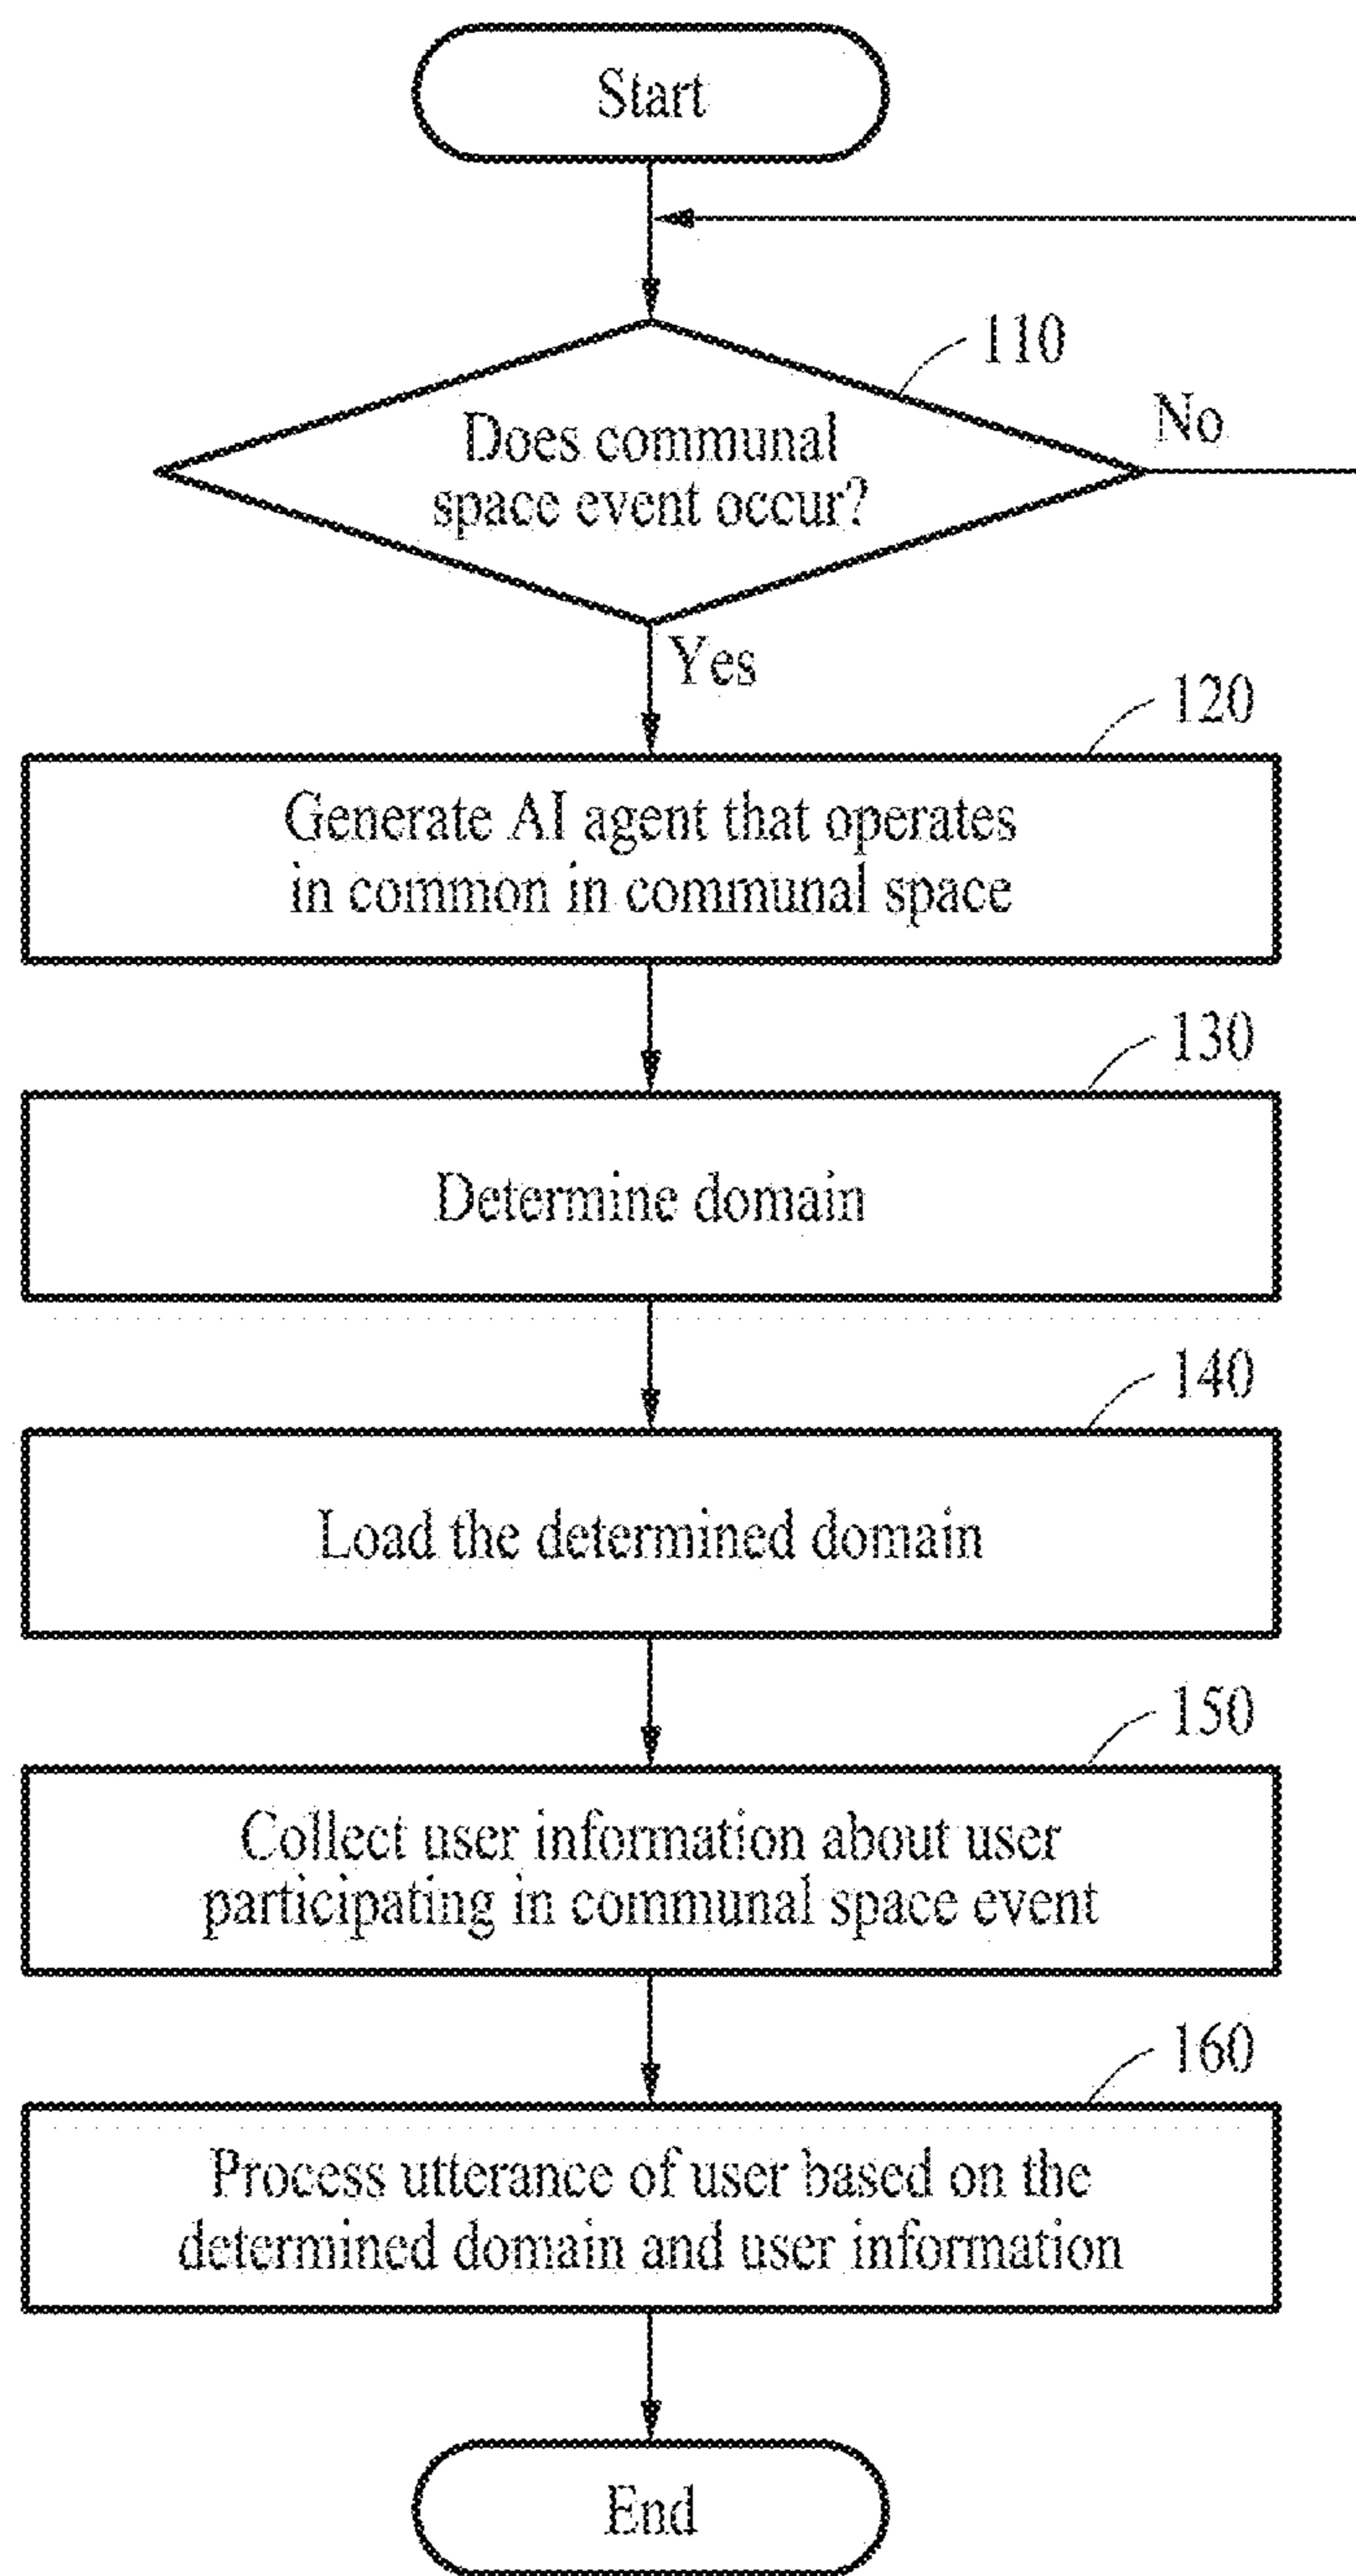 Start
110
Does communal
space event occur?
No
Yes
120
Generate AI agent that operates
in common in communal space
130
Determine domain
140
Load the determined domain
150
Collect user information about user
participating in communal space event
160
Process utterance of user based on the
determined domain and user information
End